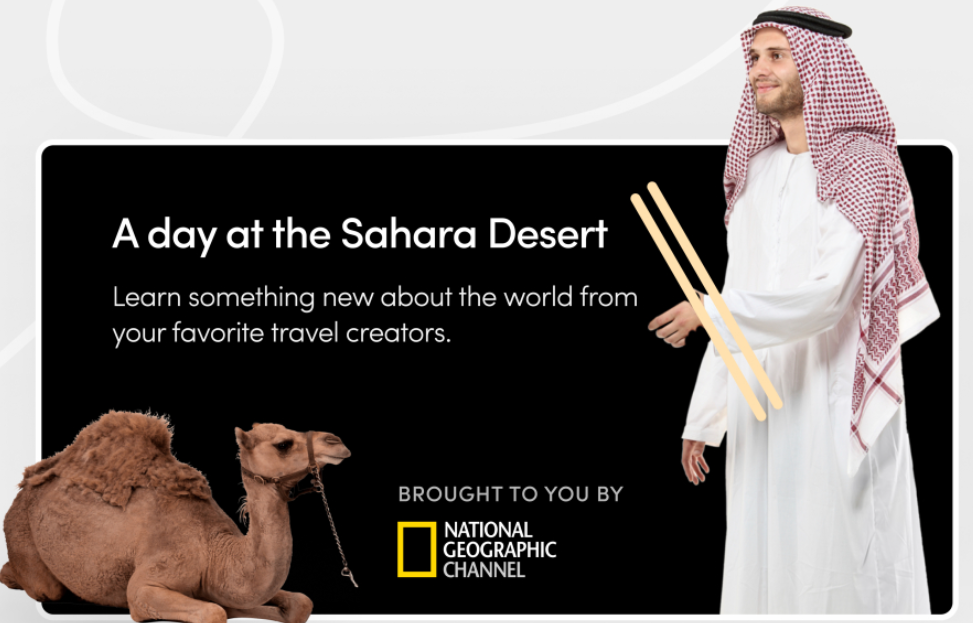 A day at the Sahara Desert
Learn something new about the world from
your favorite travel creators.
BROUGHT TO YOU BY
NATIONAL
GEOGRAPHIC
CHANNEL